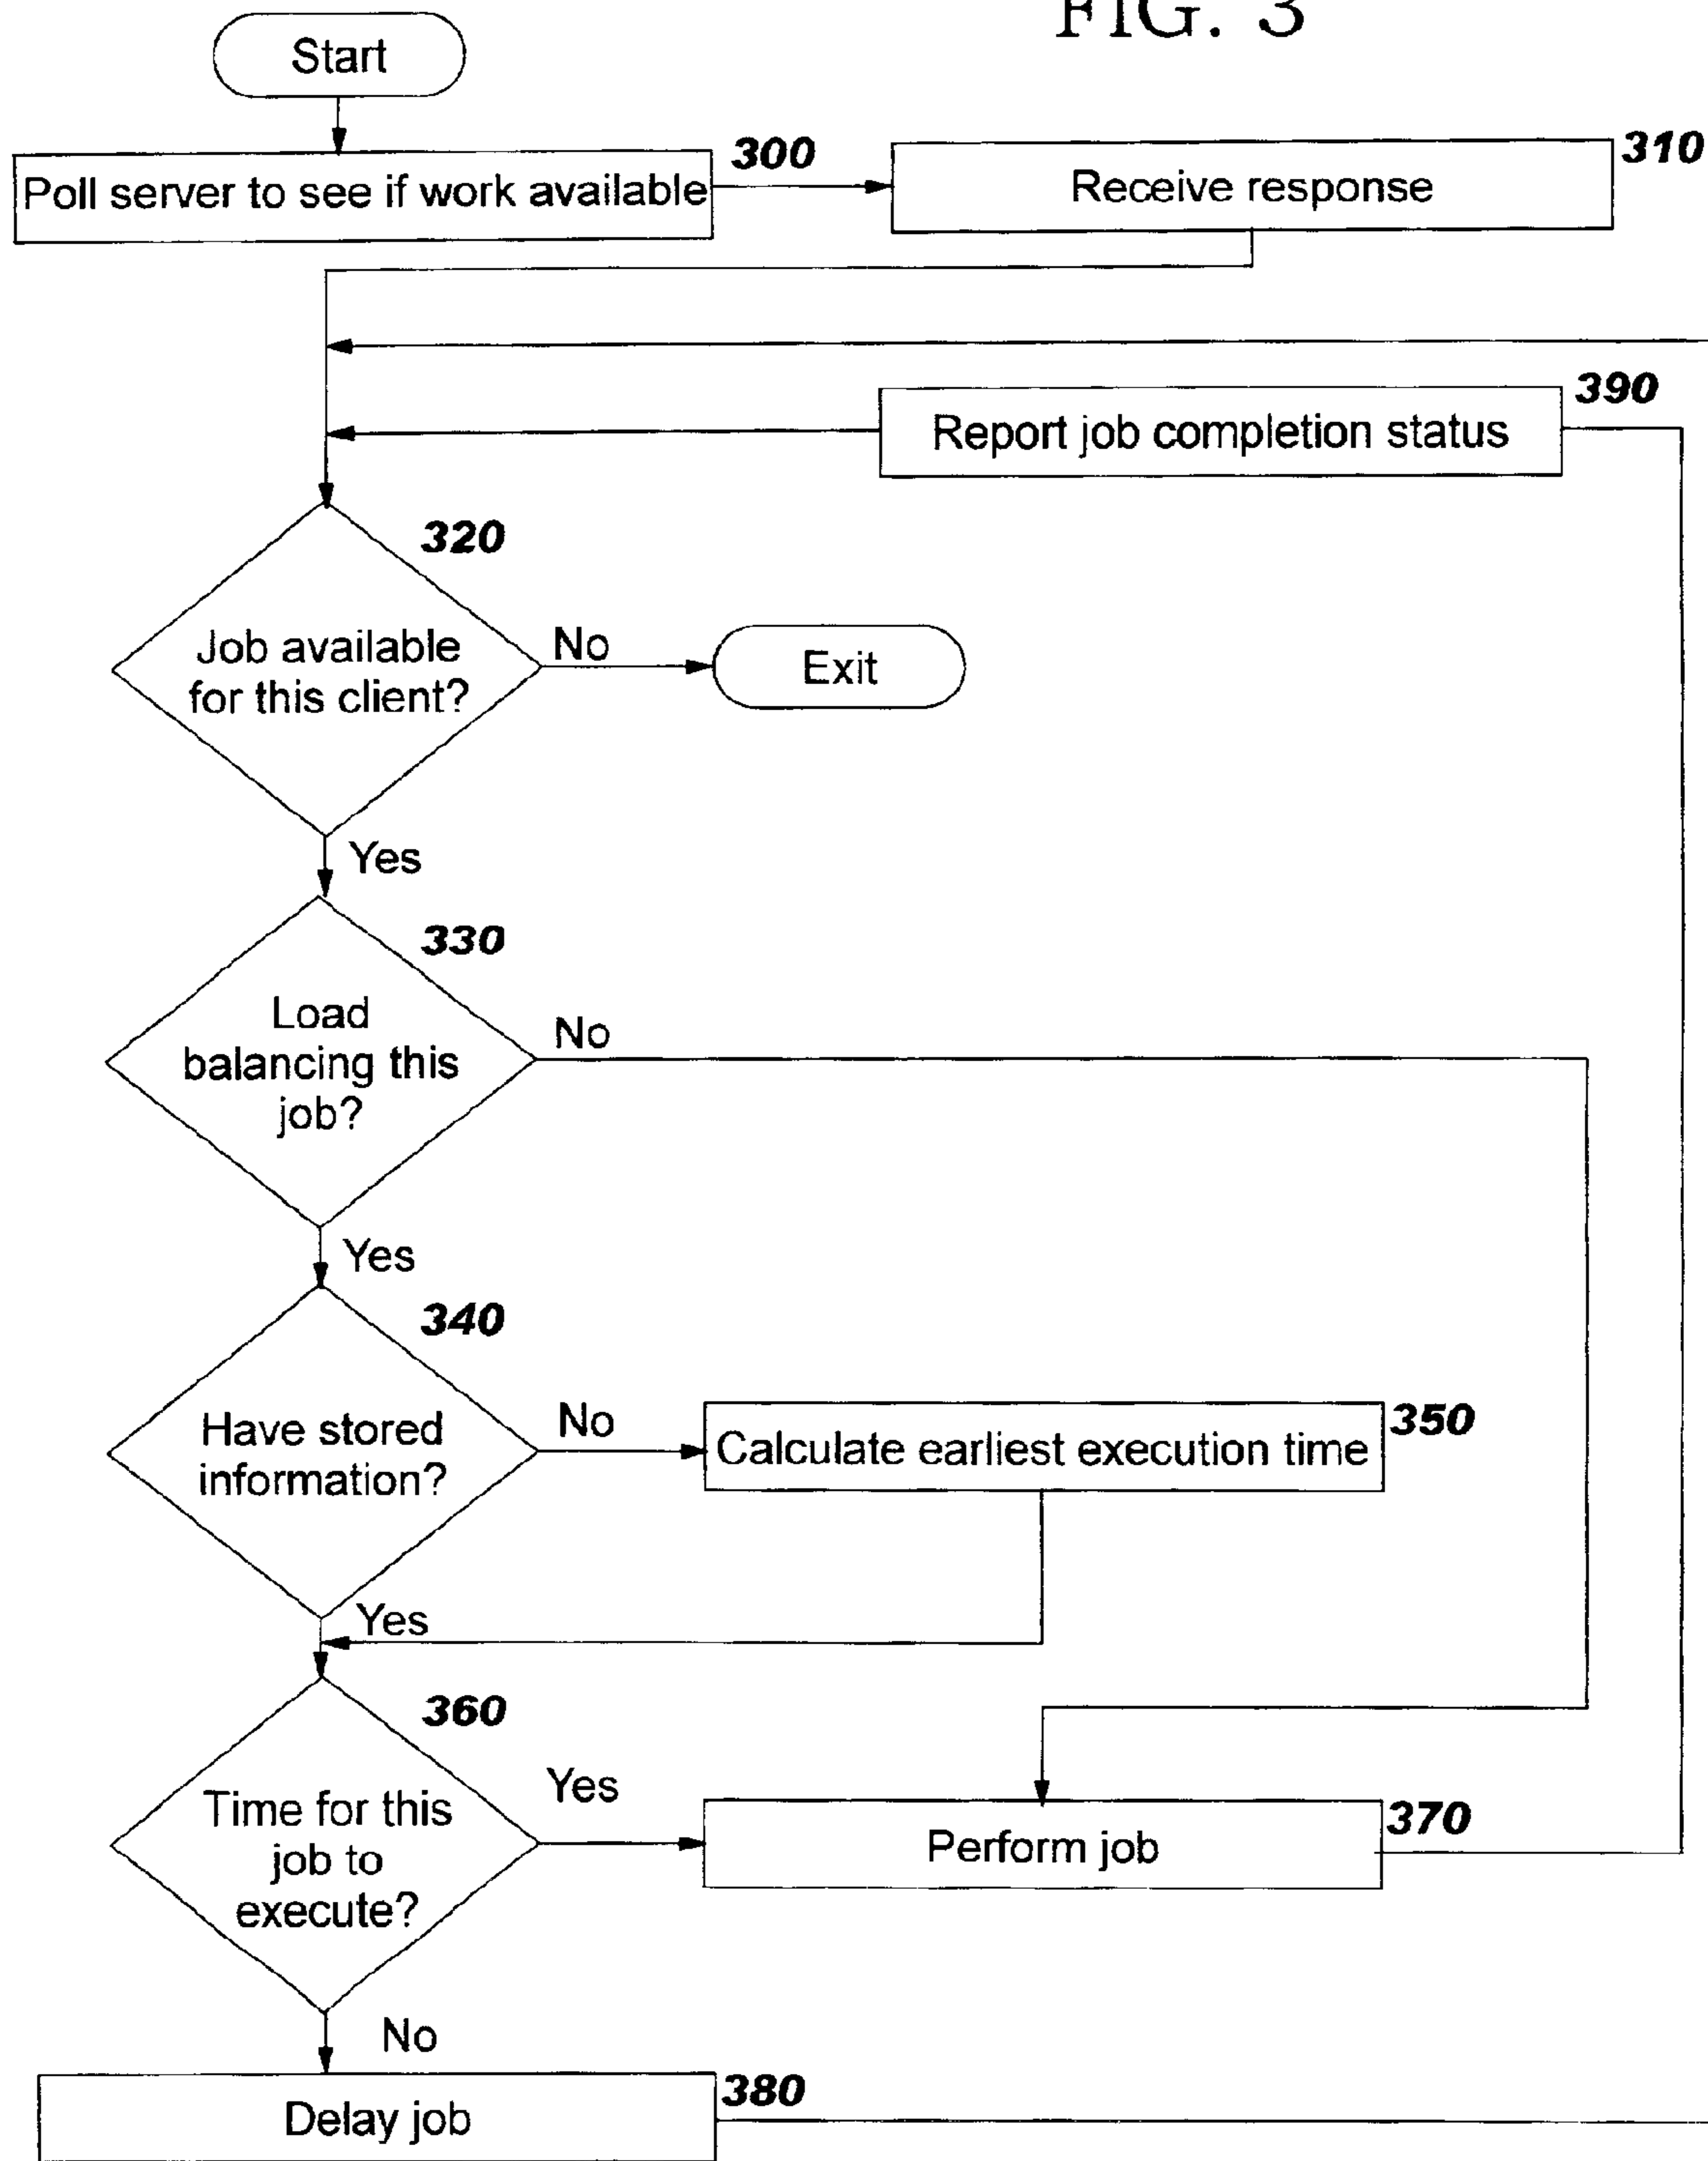 FIG. 3
Start
300
310
Poll server to see if work available
Receive response
390
Report job completion status
320
Job available
for this client?
No
Exit
Yes
330
Load
balancing this
job?
No
Yes
340
Have stored
information?
No
350
Calculate earliest execution time
Yes
360
Time for this
job to
execute?
Yes
370
Perform job
No
380
Delay job